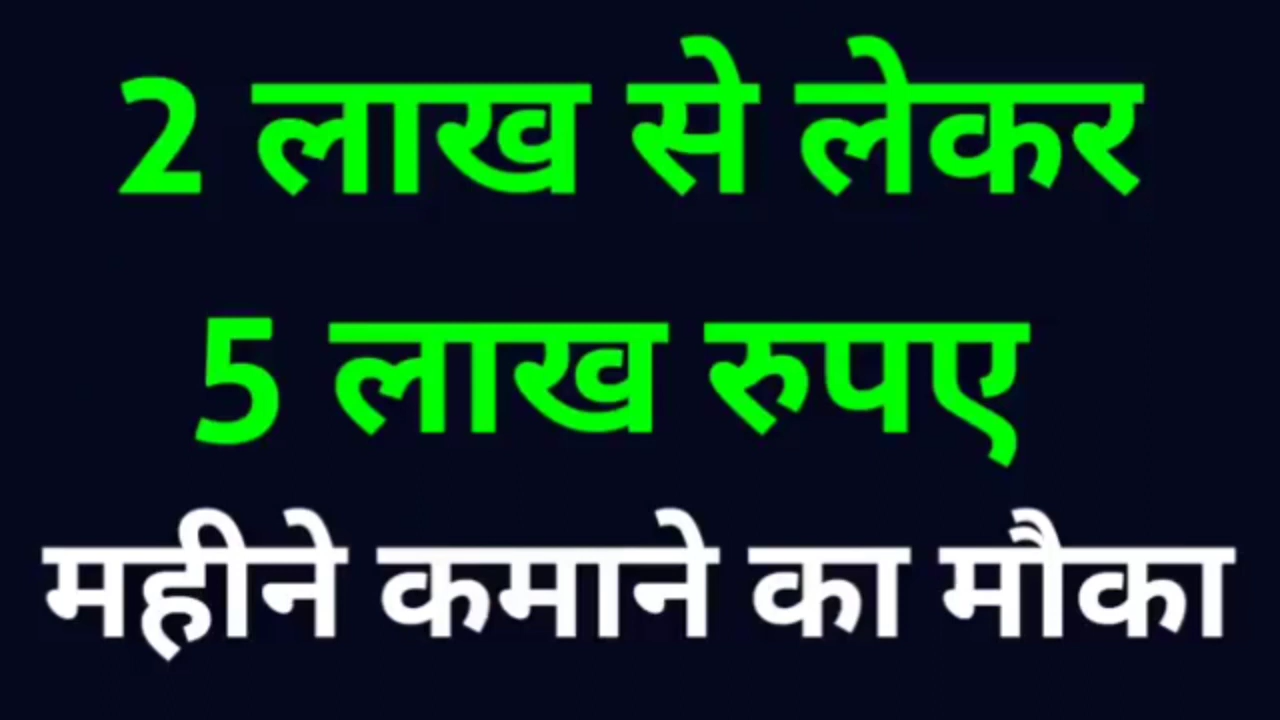 2 लाख से लेकर
5 लाख रुपए
महीने कमाने का मौका